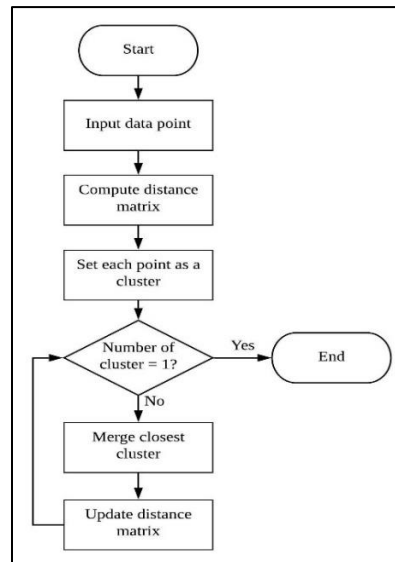 Start
Input data point
Compute distance
matrix
Set each point as a
cluster
Number of
cluster = 1?
Yes
End
No
Merge closest
cluster
Update distance
matrix